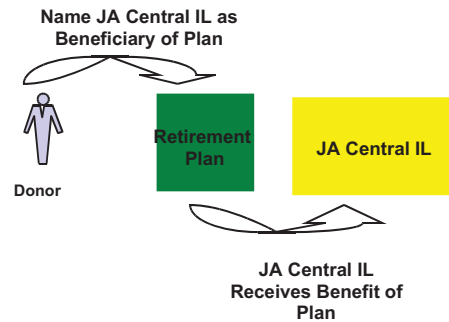 Name JA Central IL as
Beneficiary of Plan
Retirement
Plan
JA Central IL
Donor
JA Central IL
Receives Benefit of
Plan